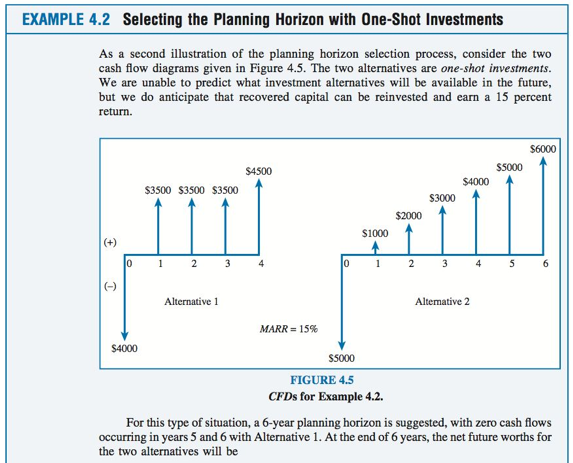 EXAMPLE 4.2 Selecting the Planning Horizon with One-Shot Investments
As a second illustration of the planning horizon selection process, consider the two
cash flow diagrams given in Figure 4.5. The two alternatives are one-shot investments.
We are unable to predict what investment alternatives will be available in the future,
but we do anticipate that recovered capital can be reinvested and earn a 15 percent
return.
$3500 $3500 $3500 $4500
(+)
(–)
0 1 2 3 4
Alternative 1
$4000
MARR = 15%
$1000 $2000 $3000 $4000 $5000 $6000
0 1 2 3 4 5 6
Alternative 2
$5000
FIGURE 4.5
CFDs for Example 4.2.
For this type of situation, a 6-year planning horizon is suggested, with zero cash flows
occurring in years 5 and 6 with Alternative 1. At the end of 6 years, the net future worths for
the two alternatives will be